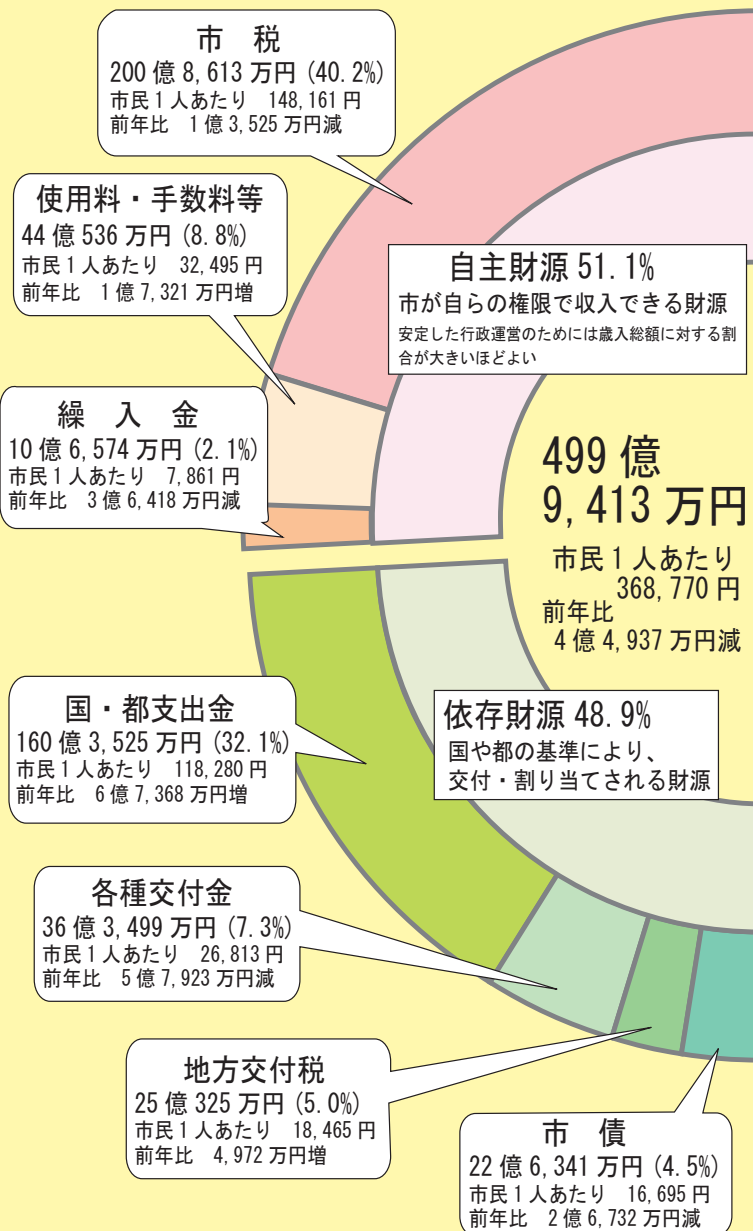 市　税
200億8,613万円(40.2%)
市民1人あたり　148,161円
前年比　1億3,525万円減
使用料・手数料等
44億536万円(8.8%)
市民1人あたり　32,495円
前年比　1億7,321万円増
自主財源 51.1%
市が自らの権限で収入できる財源
安定した行政運営のためには歳入総額に対する割
合が大きいほどよい
繰　入　金
10億6,574万円(2.1%)
市民1人あたり　7,861円
前年比　3億6,418万円減
499億
9,413万円
市民1人あたり
368,770円
前年比
4億4,937万円減
国・都支出金
160億3,525万円(32.1%)
市民1人あたり　118,280円
前年比　6億7,368万円増
依存財源 48.9%
国や都の基準により、
交付・割り当てされる財源
各種交付金
36億3,499万円(7.3%)
市民1人あたり　26,813円
前年比　5億7,923万円減
地方交付税
25億325万円(5.0%)
市民1人あたり　18,465円
前年比　4,972万円増
市　債
22億6,341万円(4.5%)
市民1人あたり　16,695円
前年比　2億6,732万円減